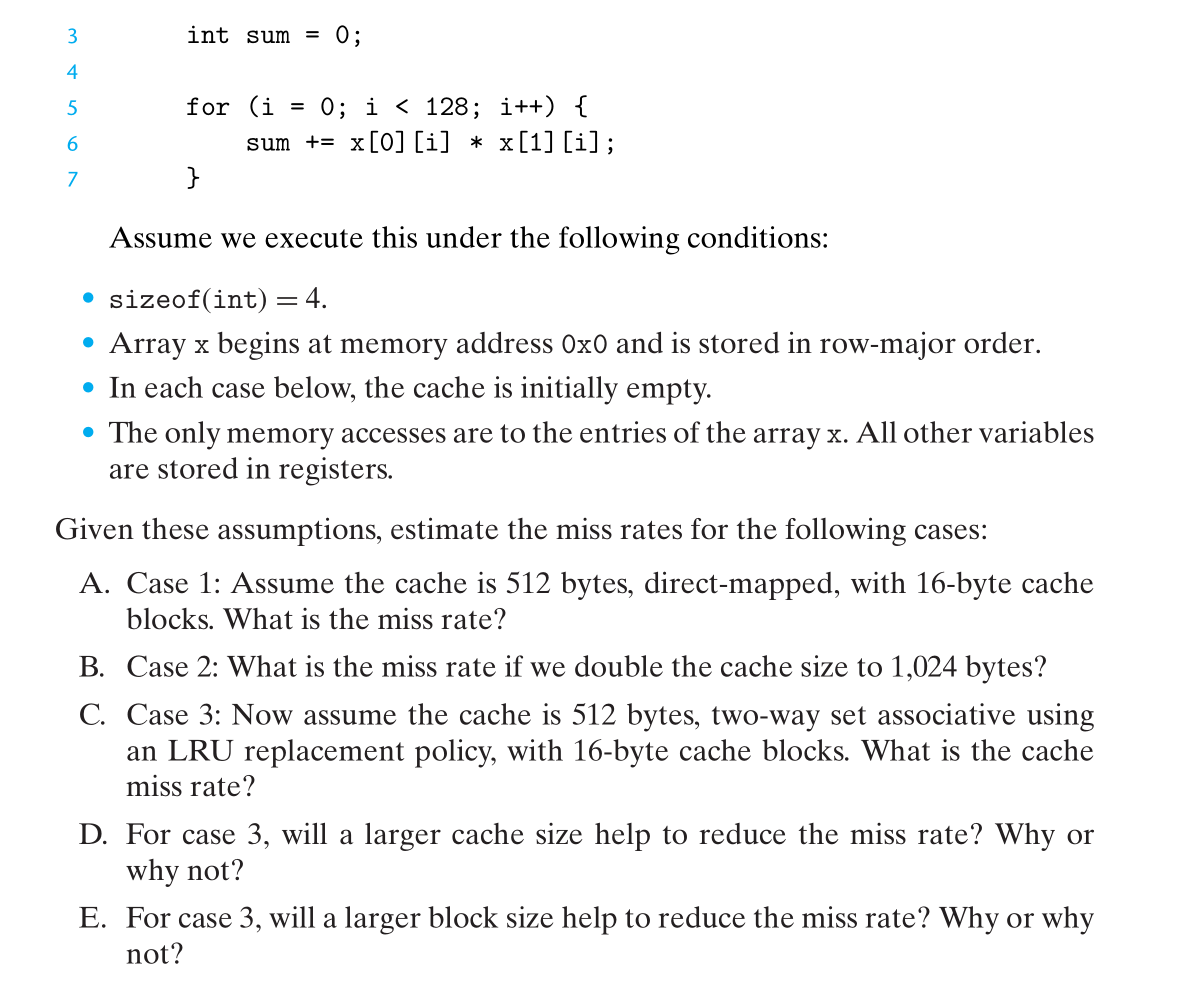 3 int sum = 0;
4
5 for (i = 0; i < 128; i++) {
6 sum += x[0][i] * x[1][i];
7 }
Assume we execute this under the following conditions:
• sizeof(int) = 4.
• Array x begins at memory address 0x0 and is stored in row-major order.
• In each case below, the cache is initially empty.
• The only memory accesses are to the entries of the array x. All other variables
are stored in registers.
Given these assumptions, estimate the miss rates for the following cases:
A. Case 1: Assume the cache is 512 bytes, direct-mapped, with 16-byte cache
blocks. What is the miss rate?
B. Case 2: What is the miss rate if we double the cache size to 1,024 bytes?
C. Case 3: Now assume the cache is 512 bytes, two-way set associative using
an LRU replacement policy, with 16-byte cache blocks. What is the cache
miss rate?
D. For case 3, will a larger cache size help to reduce the miss rate? Why or
why not?
E. For case 3, will a larger block size help to reduce the miss rate? Why or why
not?